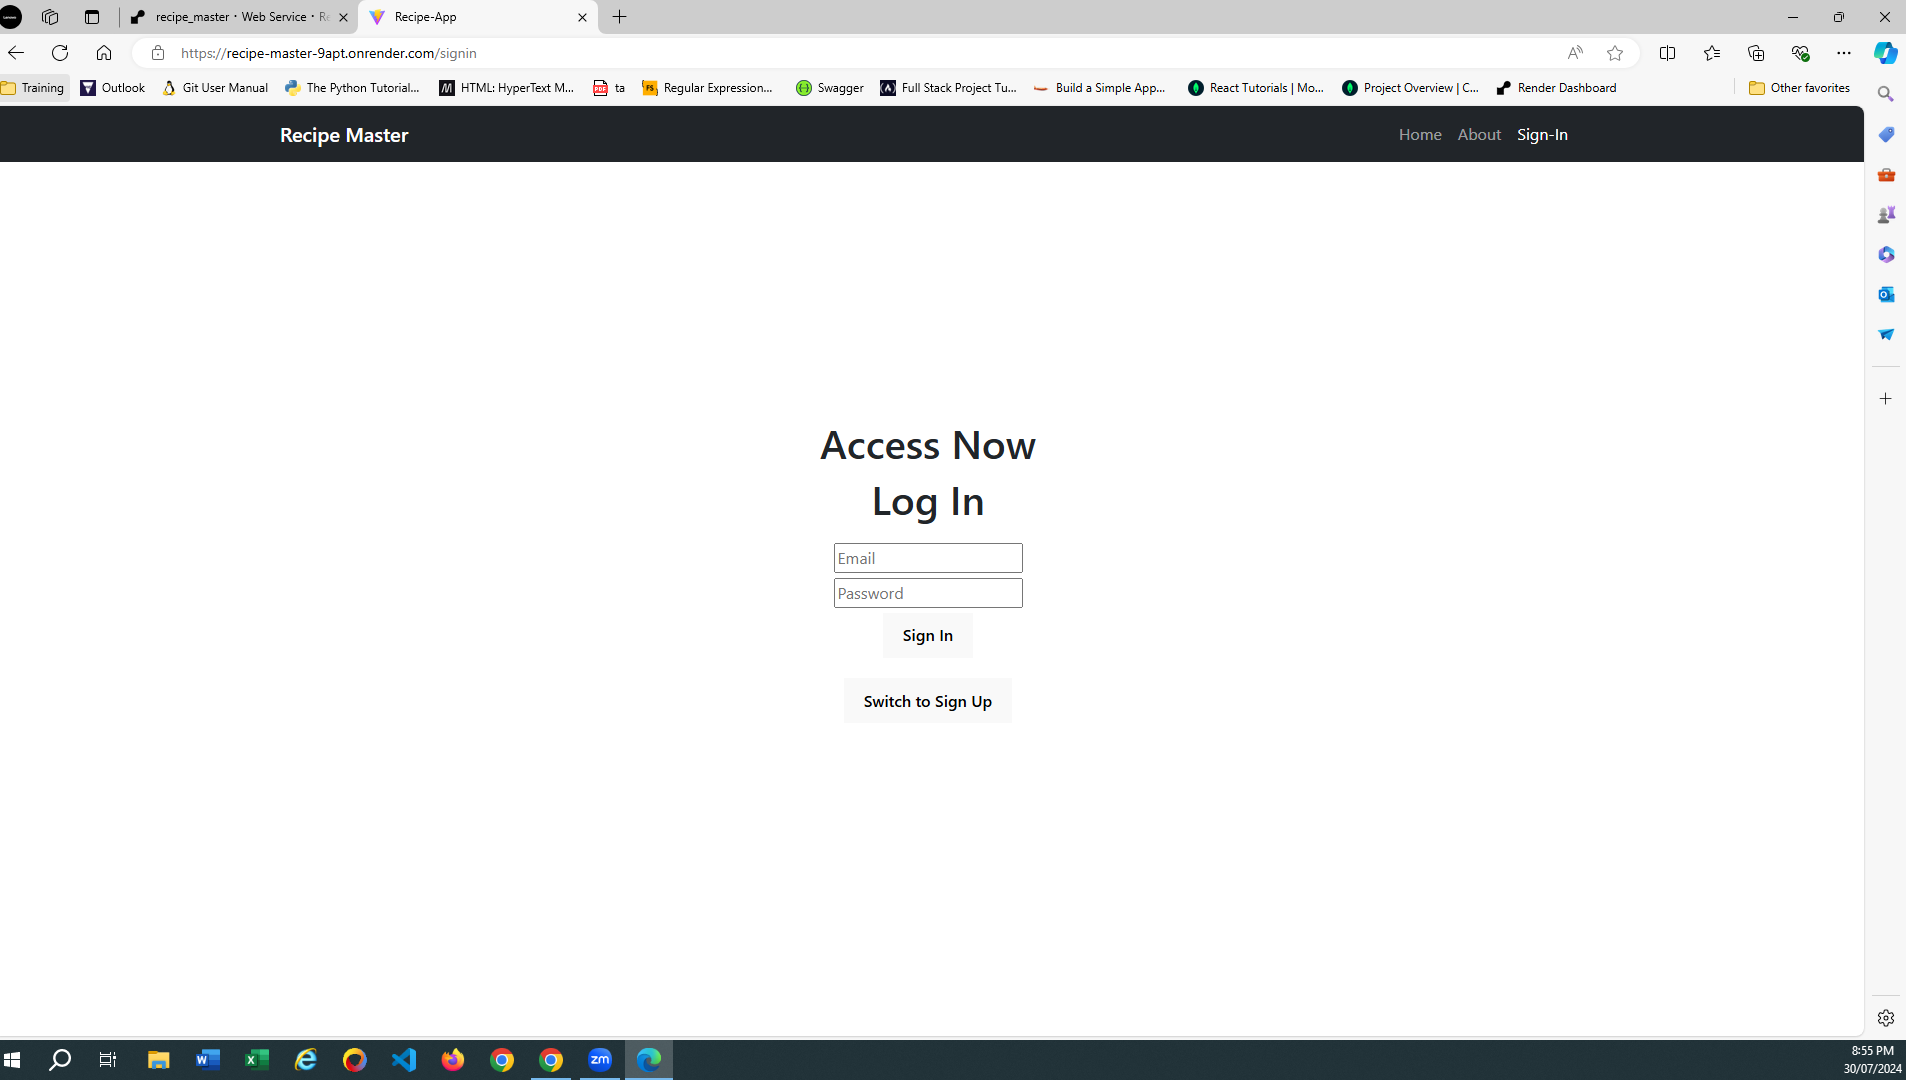 recipe_master · Web Service · Re
Recipe-App
https://recipe-master-9apt.onrender.com/signin
Training
Outlook
Git User Manual
The Python Tutorial...
HTML: HyperText M...
ta
Regular Expression...
Swagger
Full Stack Project Tu...
Build a Simple App...
React Tutorials | Mo...
Project Overview | C...
Render Dashboard
Other favorites
Recipe Master
Home
About
Sign-In
Access Now
Log In
Email
Password
Sign In
Switch to Sign Up
8:55 PM
30/07/2024